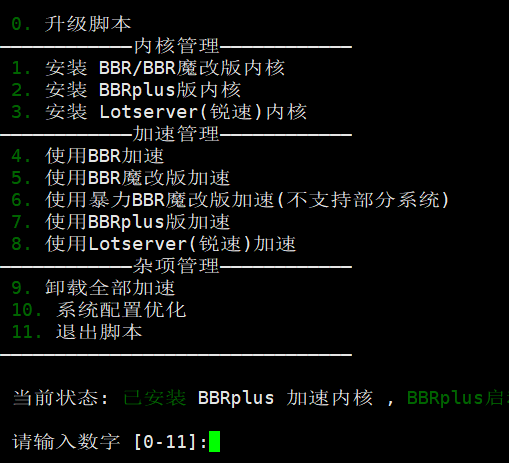 0. 升级脚本
————————————内核管理————————————
1. 安装 BBR/BBR魔改版内核
2. 安装 BBRplus版内核
3. 安装 Lotserver(锐速)内核
————————————加速管理————————————
4. 使用BBR加速
5. 使用BBR魔改版加速
6. 使用暴力BBR魔改版加速(不支持部分系统)
7. 使用BBRplus版加速
8. 使用Lotserver(锐速)加速
————————————杂项管理————————————
9. 卸载全部加速
10. 系统配置优化
11. 退出脚本
————————————————————————————————
当前状态: 已安装 BBRplus 加速内核 , BBRplus启
请输入数字 [0-11]: